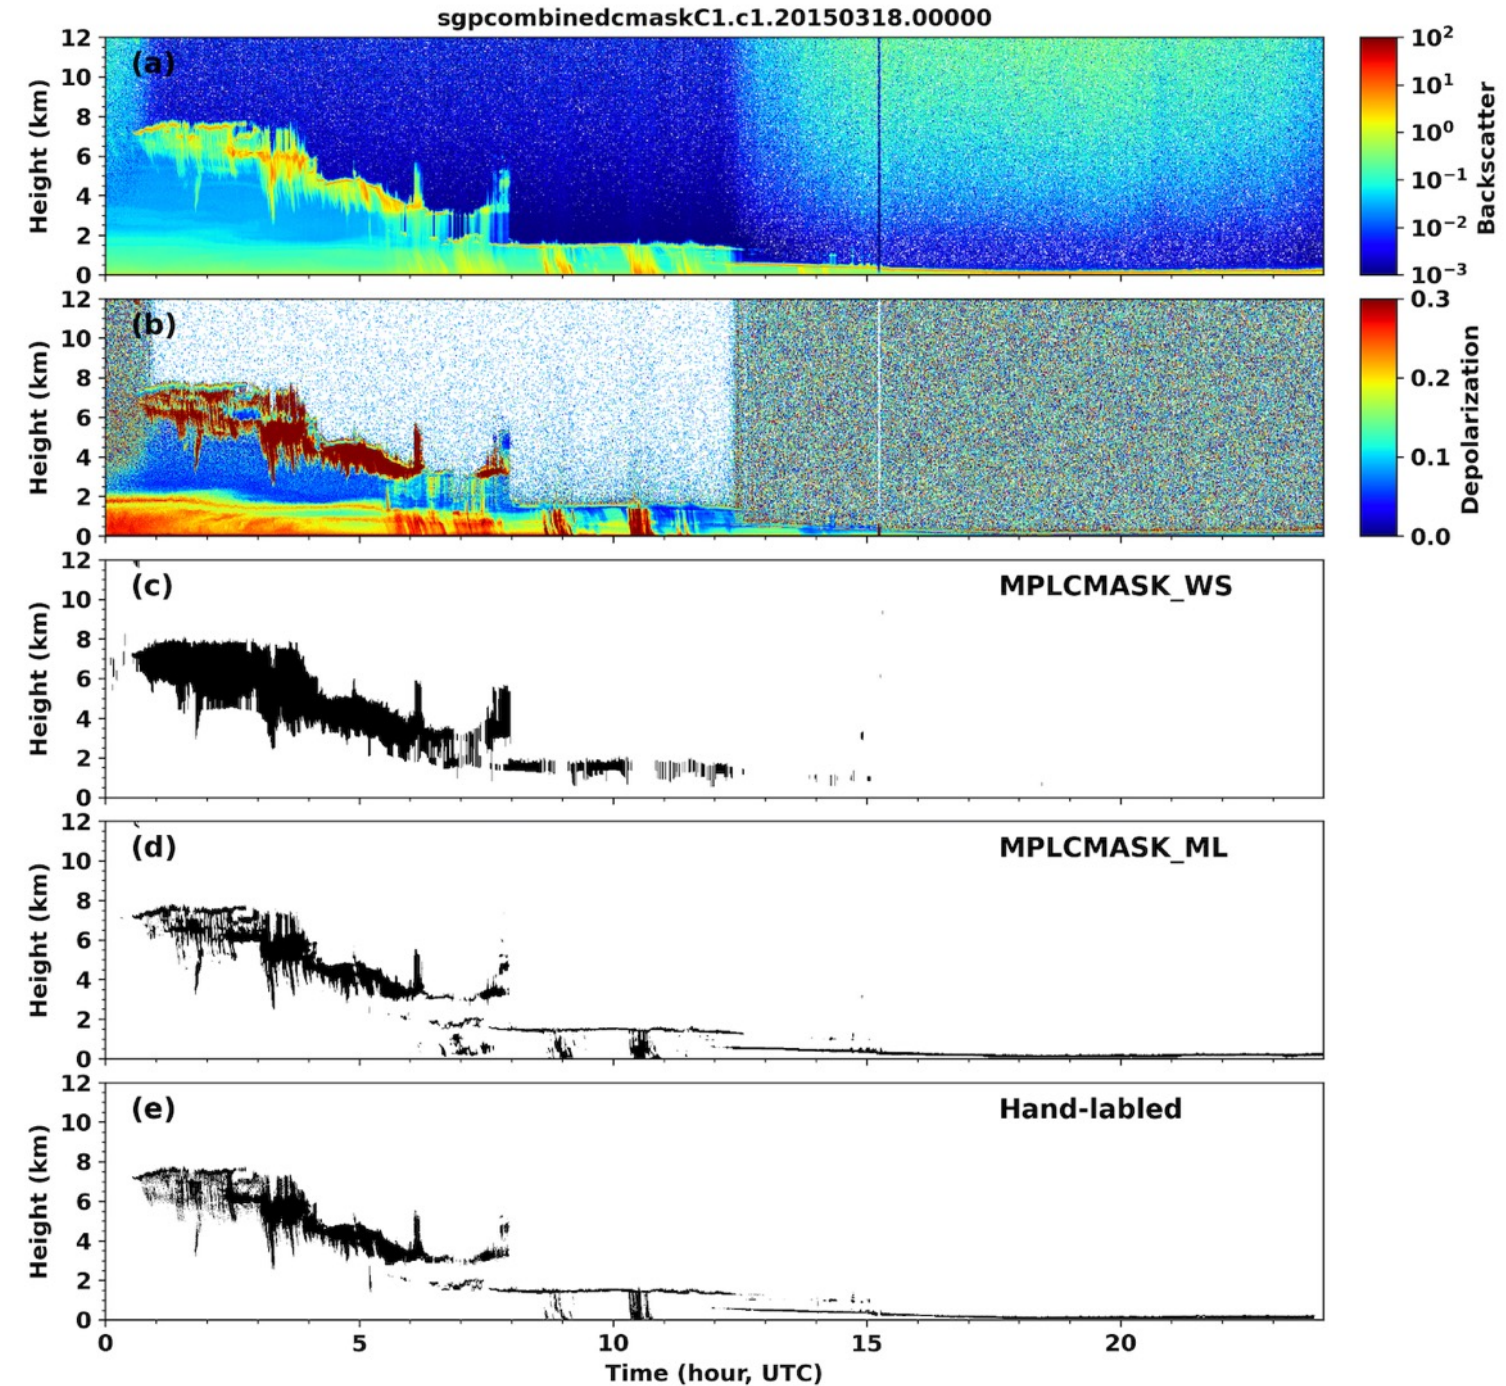 sgpcombinedcmaskC1.c1.20150318.00000
(a)
Height (km)
12
10
8
6
4
2
0
10²
10¹
10⁰
10⁻¹
10⁻²
10⁻³
Backscatter
(b)
Height (km)
12
10
8
6
4
2
0
0.3
0.2
0.1
0.0
Depolarization
(c)
MPLCMASK_WS
Height (km)
12
10
8
6
4
2
0
(d)
MPLCMASK_ML
Height (km)
12
10
8
6
4
2
0
(e)
Hand-labled
Height (km)
12
10
8
6
4
2
0
0 5 10 15 20
Time (hour, UTC)